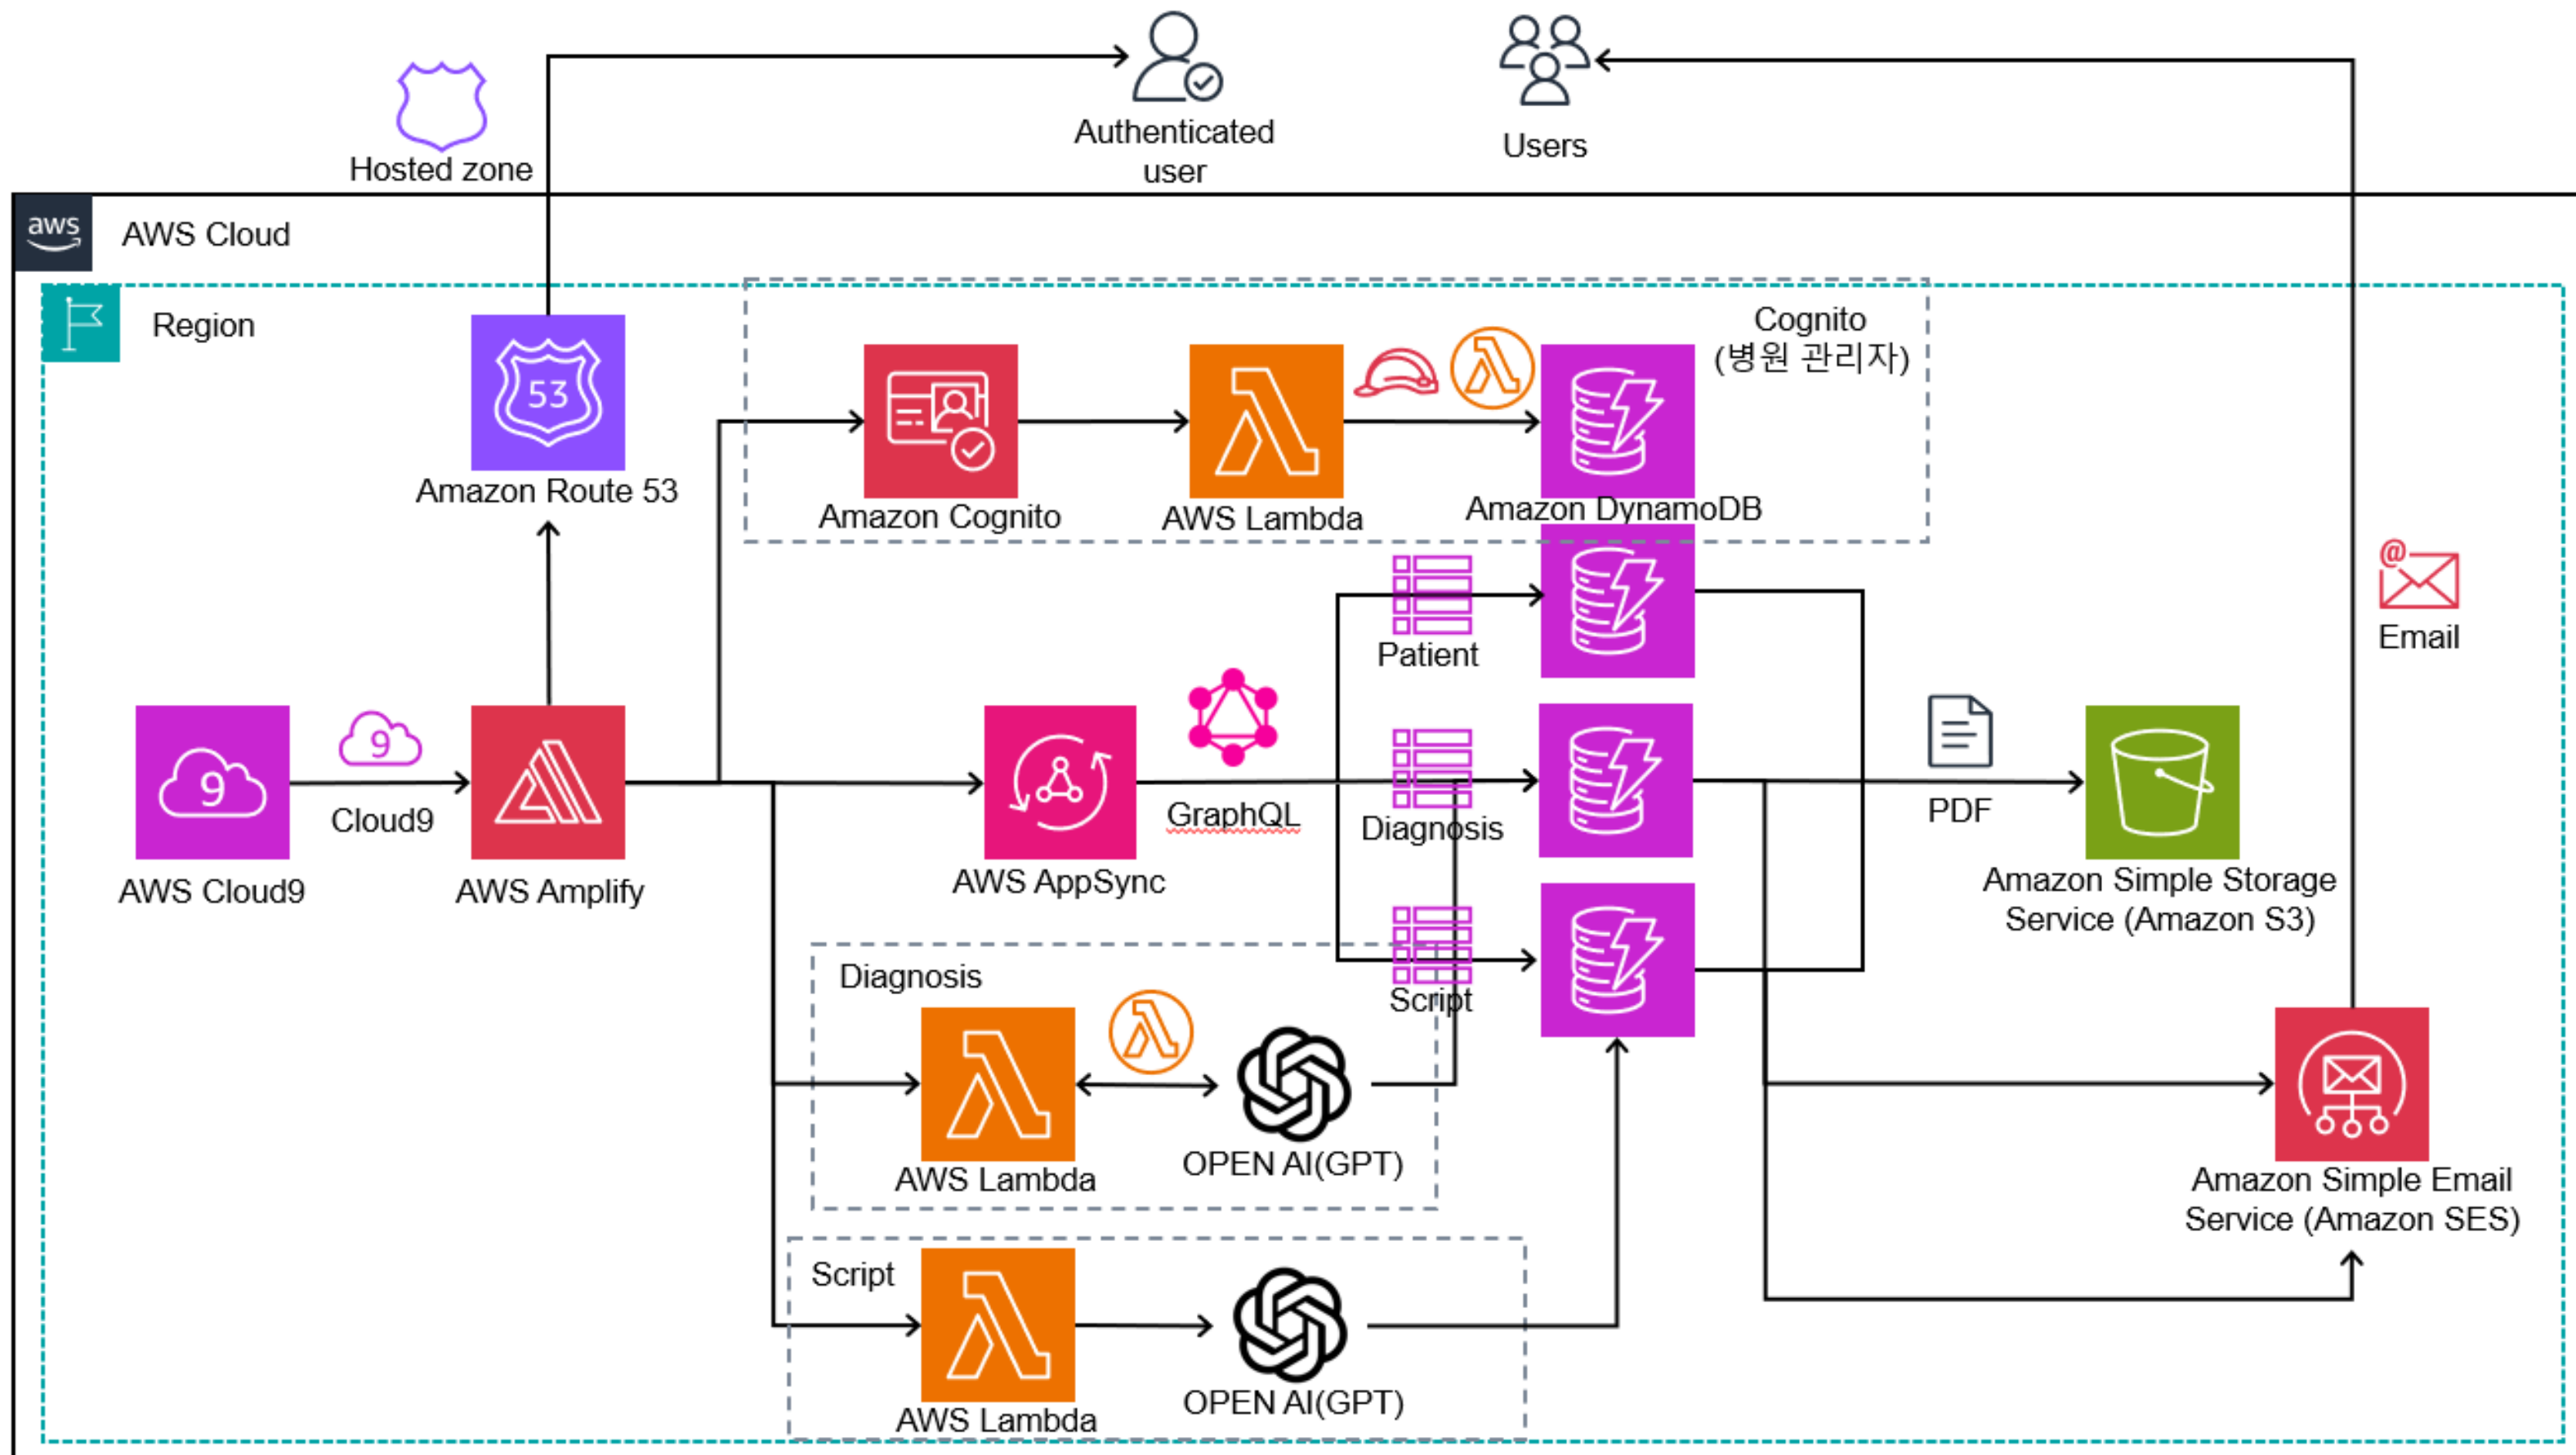 Hosted zone
Authenticated
user
Users
aws
AWS Cloud
Region
53
Amazon Route 53
Amazon Cognito
AWS Lambda
Amazon DynamoDB
Cognito
(병원 관리자)
@
Email
9
AWS Cloud9
9
Cloud9
AWS Amplify
AWS AppSync
GraphQL
Patient
Diagnosis
Script
PDF
Amazon Simple Storage
Service (Amazon S3)
Diagnosis
AWS Lambda
OPEN AI(GPT)
Amazon Simple Email
Service (Amazon SES)
Script
AWS Lambda
OPEN AI(GPT)